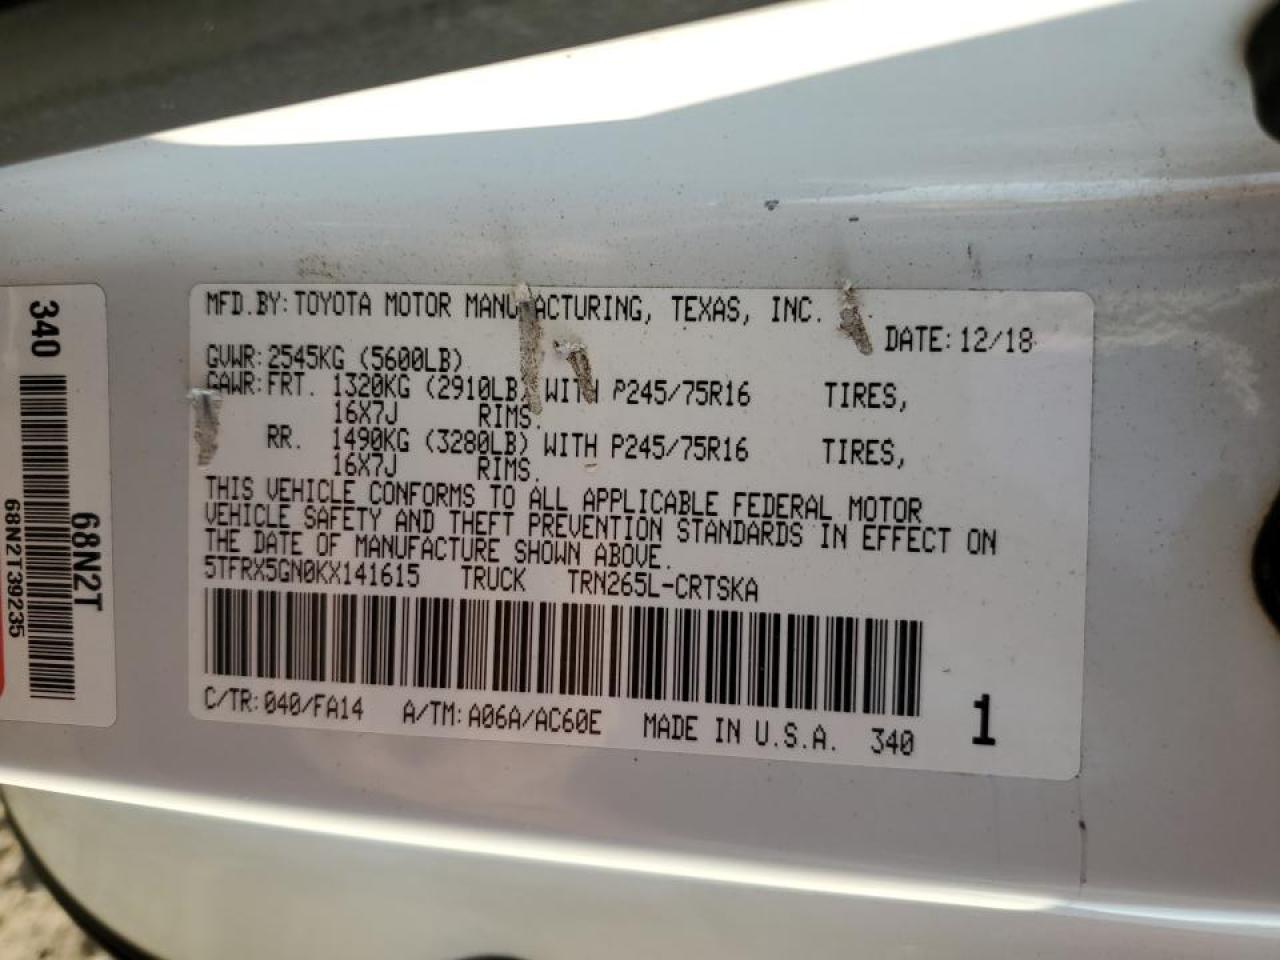 MFD.BY: TOYOTA MOTOR MANUFACTURING, TEXAS, INC.
DATE: 12/18
GVWR: 2545KG (5600LB)
GAWR: FRT. 1320KG (2910LB) WITH P245/75R16 TIRES,
16X7J RIMS.
RR. 1490KG (3280LB) WITH P245/75R16 TIRES,
16X7J RIMS.
THIS VEHICLE CONFORMS TO ALL APPLICABLE FEDERAL MOTOR
VEHICLE SAFETY AND THEFT PREVENTION STANDARDS IN EFFECT ON
THE DATE OF MANUFACTURE SHOWN ABOVE.
5TFRX5GN0KX141615 TRUCK TRN265L-CRTSKA
C/TR: 040/FA14 A/TM: A06A/AC60E MADE IN U.S.A. 340 1
340
68N2T
68N2T39235